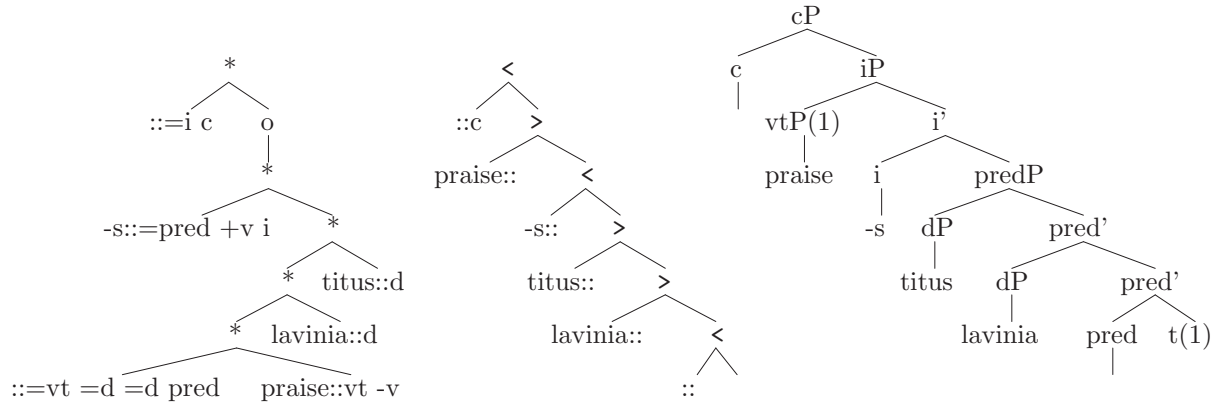 cP
* < c iP
::=i c o ::c > vtP(1) i'
* praise:: < praise i predP
-s::=pred +v i * -s:: > -s dP pred'
* titus::d titus:: > titus dP pred'
* lavinia::d lavinia:: < lavinia pred t(1)
::=vt =d =d pred praise::vt -v ::